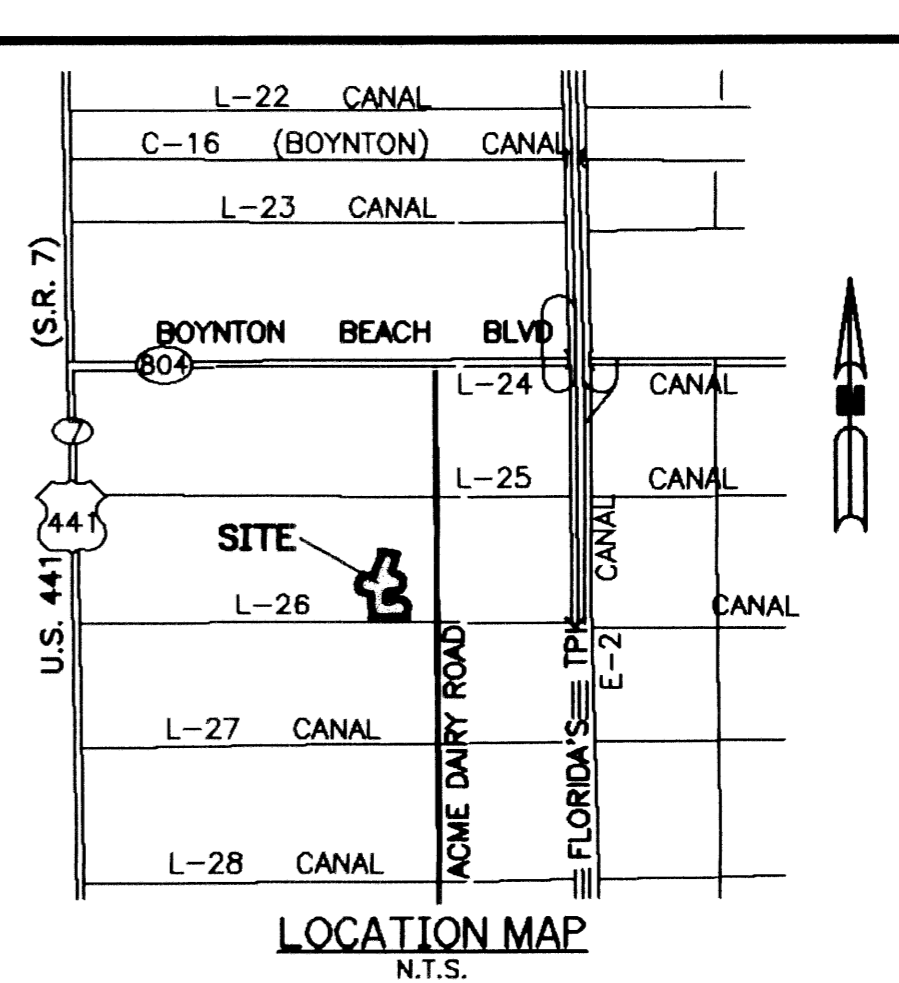 L-22 CANAL
C-16 (BOYNTON) CANAL
L-23 CANAL
(S.R. 7)
BOYNTON BEACH BLVD
804
L-24 CANAL
7
L-25 CANAL
441
SITE
CANAL
L-26 CANAL
U.S. 441
ACME DAIRY ROAD
FLORIDA'S TPK
E-2
L-27 CANAL
L-28 CANAL
N
LOCATION MAP
N.T.S.